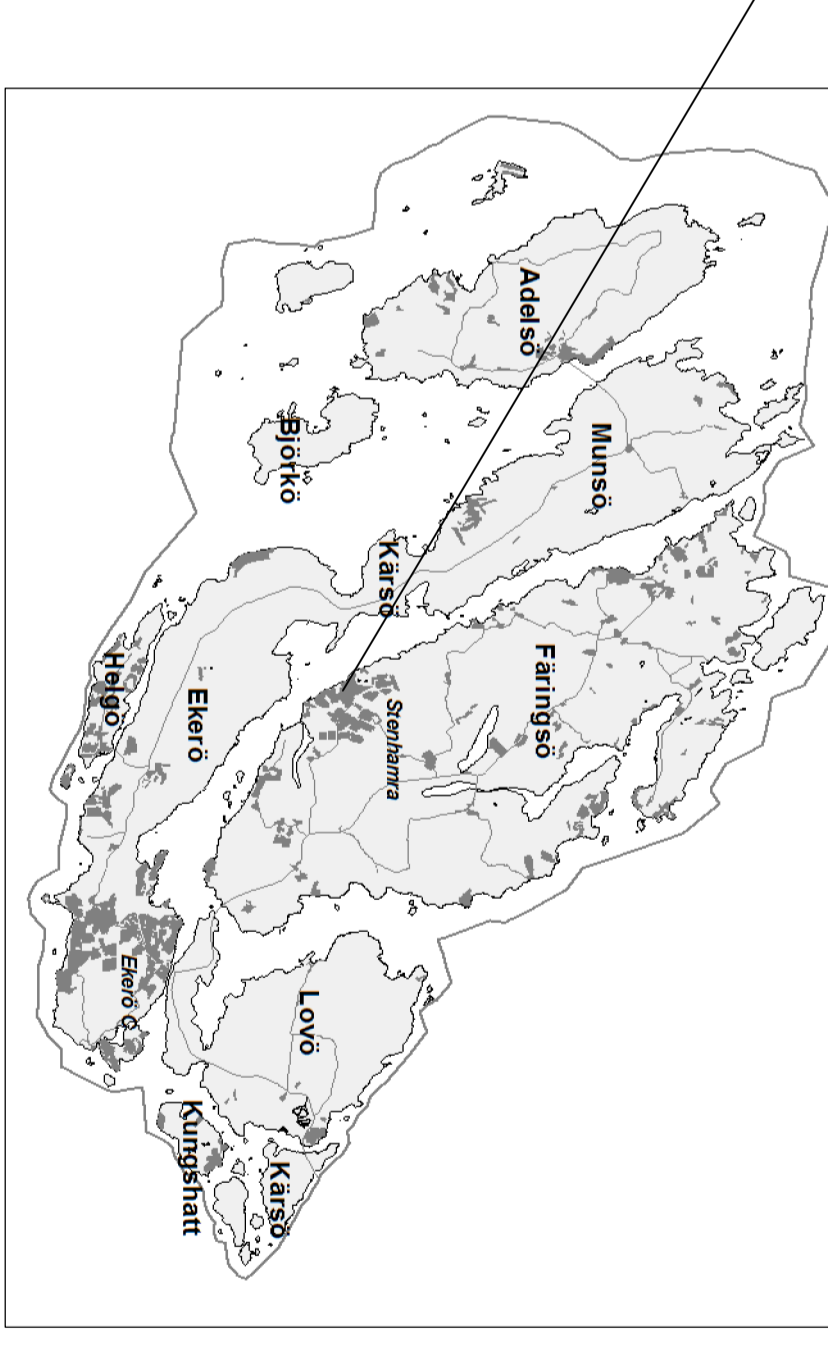 Adelsö
Munsö
Björkö
Kärsö
Färingsö
Helgö
Ekerö
Stenhamra
Ekerö C
Lovö
Kungshatt
Kärsö